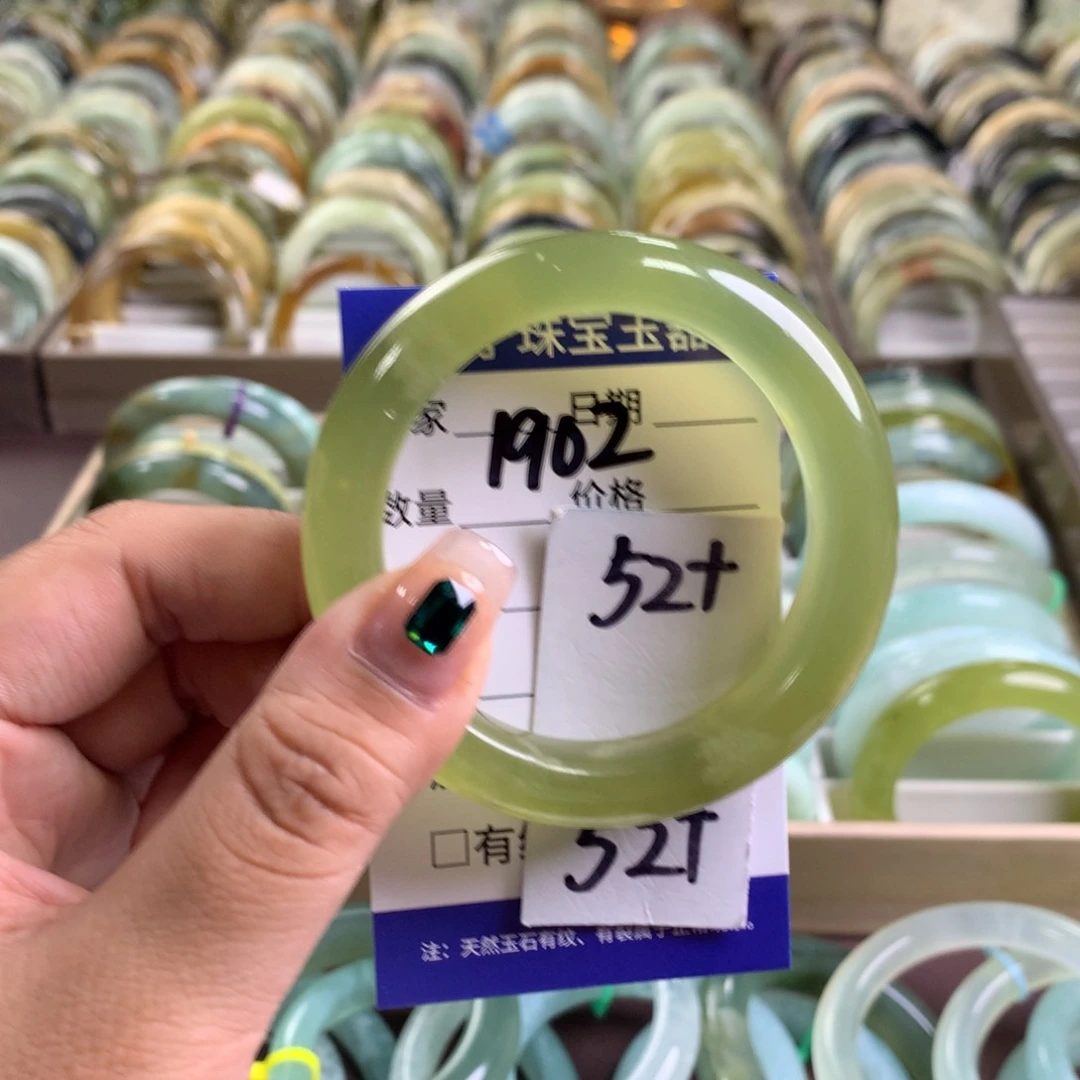 珠宝玉器
家 日期
1902
数量 价格
52+
□有
52+
注：天然玉石有纹、有裂属于正常现象。